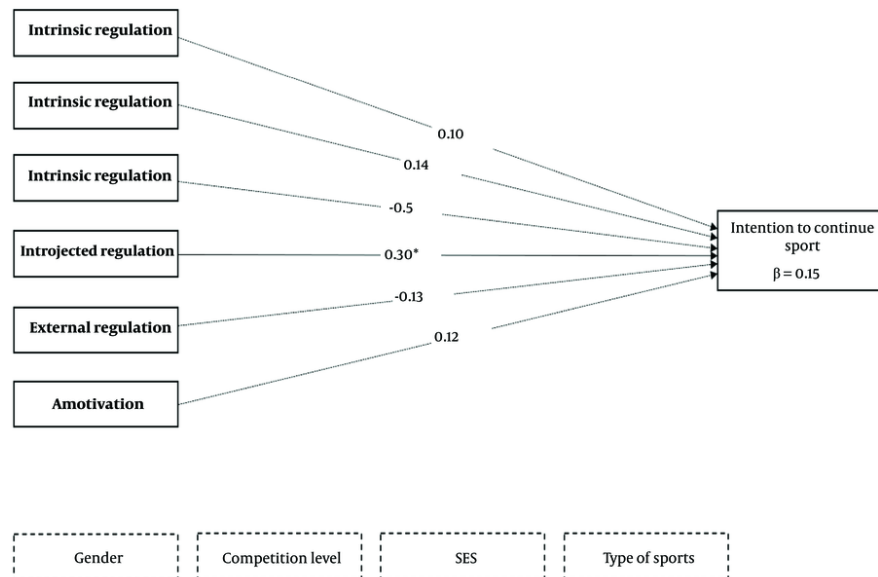 Intrinsic regulation
Intrinsic regulation
Intrinsic regulation
Introjected regulation
External regulation
Amotivation
0.10
0.14
-0.5
0.30*
-0.13
0.12
Intention to continue
sport
β = 0.15
Gender
Competition level
SES
Type of sports